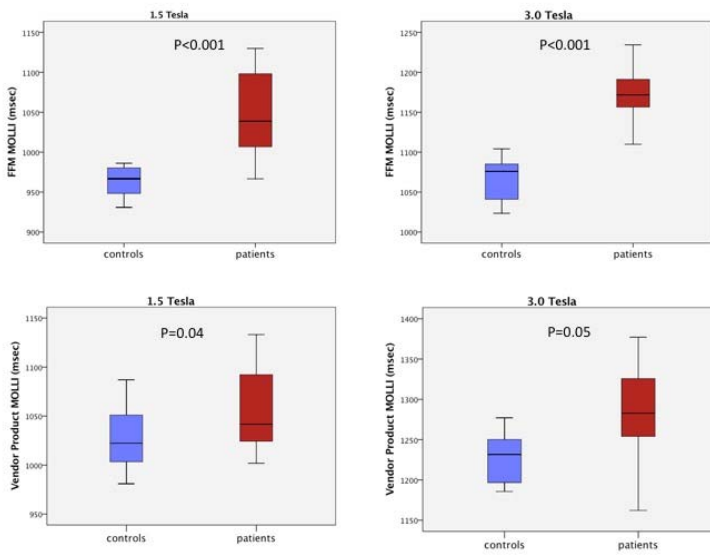 1.5 Tesla
P<0.001
FFM MOLLI (msec)
1150
1100
1050
1000
950
900
controls patients
3.0 Tesla
P<0.001
FFM MOLLI (msec)
1250
1200
1150
1100
1050
1000
controls patients
1.5 Tesla
P=0.04
Vendor Product MOLLI (msec)
1150
1100
1050
1000
950
controls patients
3.0 Tesla
P=0.05
Vendor Product MOLLI (msec)
1400
1350
1300
1250
1200
1150
controls patients